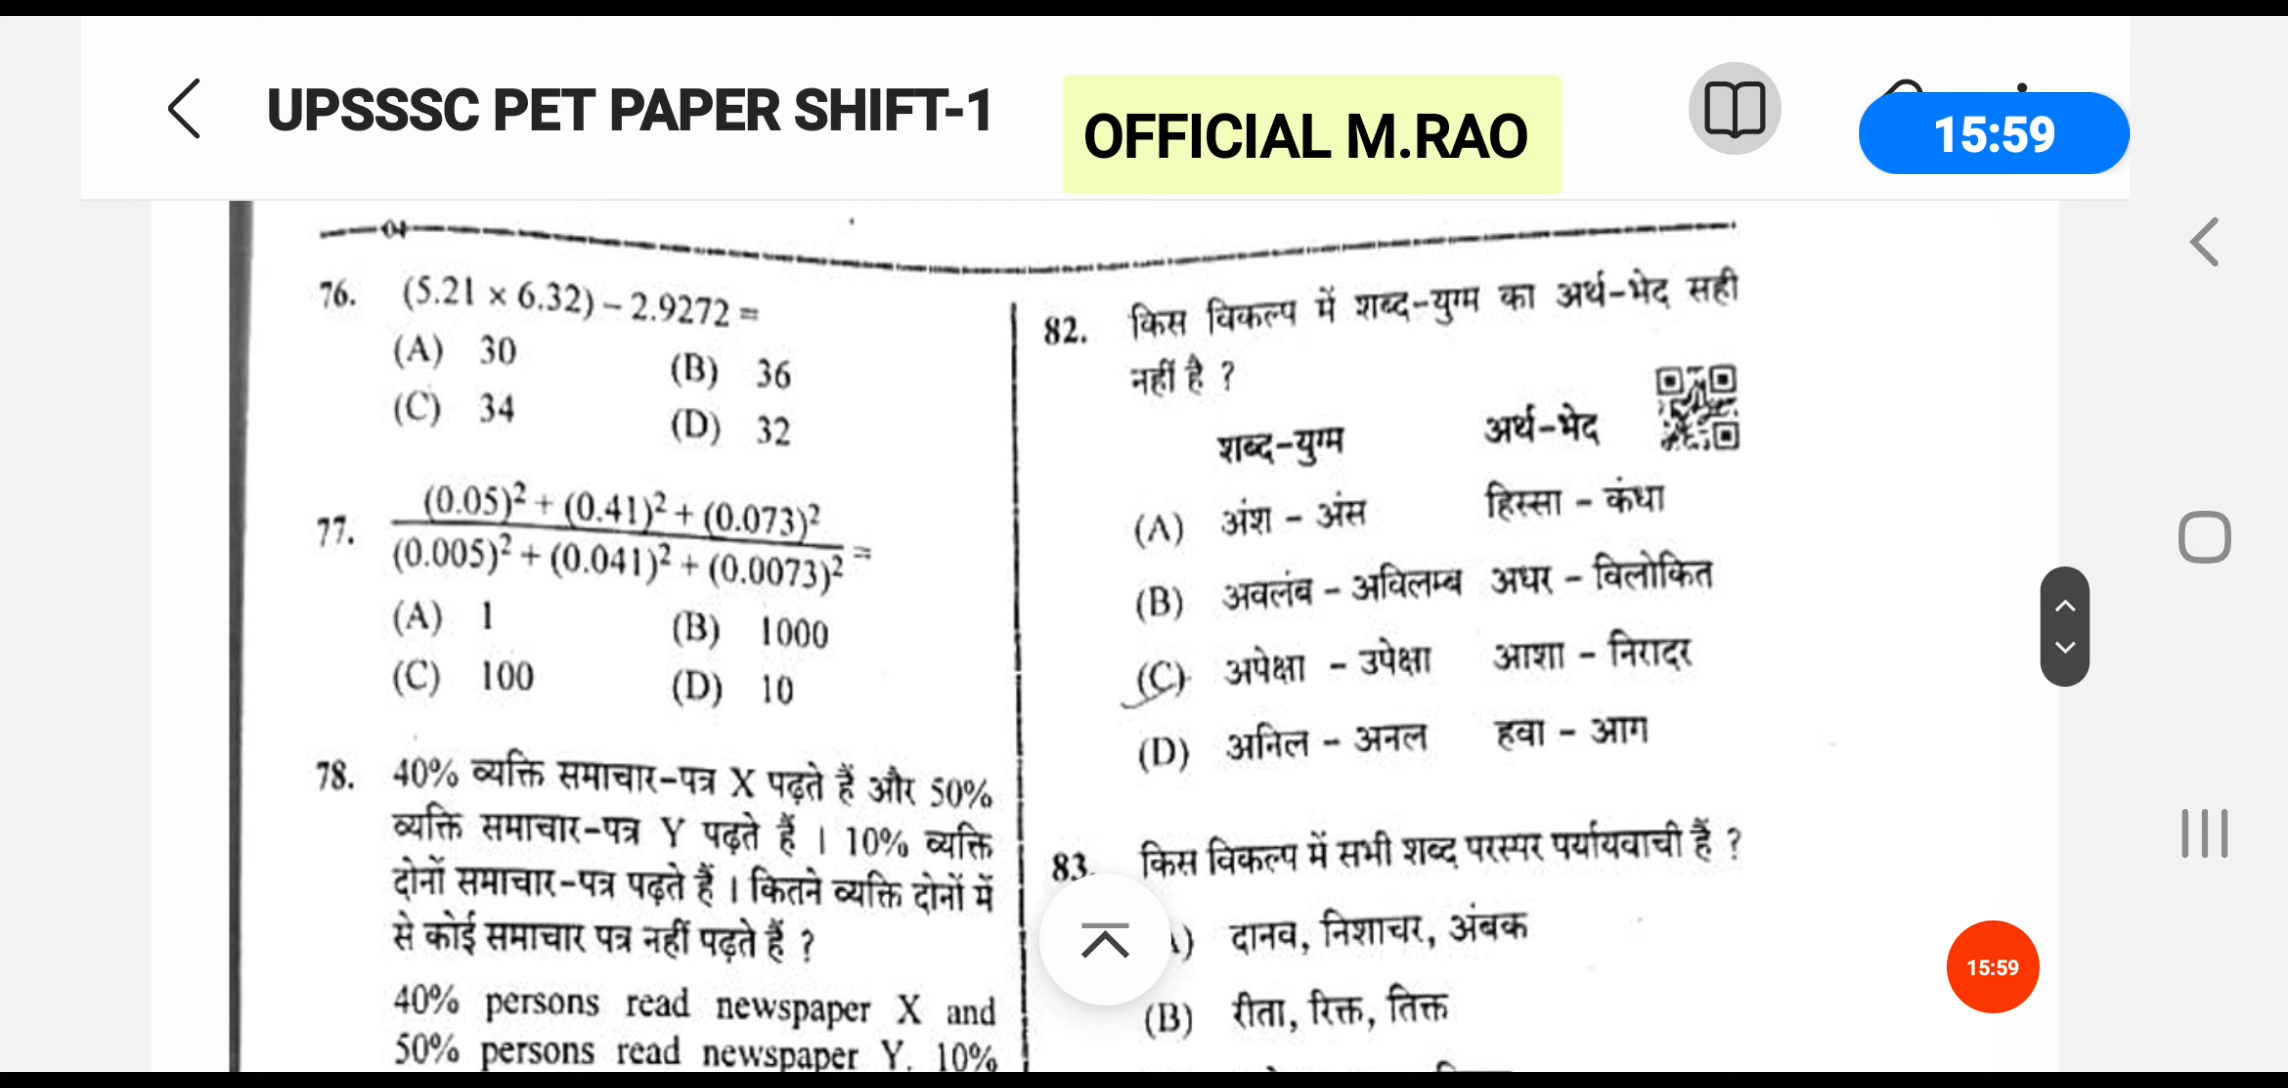 UPSSSC PET PAPER SHIFT-1
OFFICIAL M.RAO
15:59
76. (5.21 × 6.32) – 2.9272 =
(A) 30
(B) 36
(C) 34
(D) 32
77. (0.05)² + (0.41)² + (0.073)²
(0.005)² + (0.041)² + (0.0073)² =
(A) 1
(B) 1000
(C) 100
(D) 10
78. 40% व्यक्ति समाचार-पत्र X पढ़ते हैं और 50%
व्यक्ति समाचार-पत्र Y पढ़ते हैं । 10% व्यक्ति
दोनों समाचार-पत्र पढ़ते हैं । कितने व्यक्ति दोनों में
से कोई समाचार पत्र नहीं पढ़ते हैं ?
40% persons read newspaper X and
50% persons read newspaper Y. 10%
82. किस विकल्प में शब्द-युग्म का अर्थ-भेद सही
नहीं है ?
शब्द-युग्म अर्थ-भेद
(A) अंश – अंस हिस्सा – कंधा
(B) अवलंब – अविलम्ब अधर – विलोकित
(C) अपेक्षा – उपेक्षा आशा – निरादर
(D) अनिल – अनल हवा – आग
83. किस विकल्प में सभी शब्द परस्पर पर्यायवाची हैं ?
दानव, निशाचर, अंबक
(B) रीता, रिक्त, तिक्त
15:59